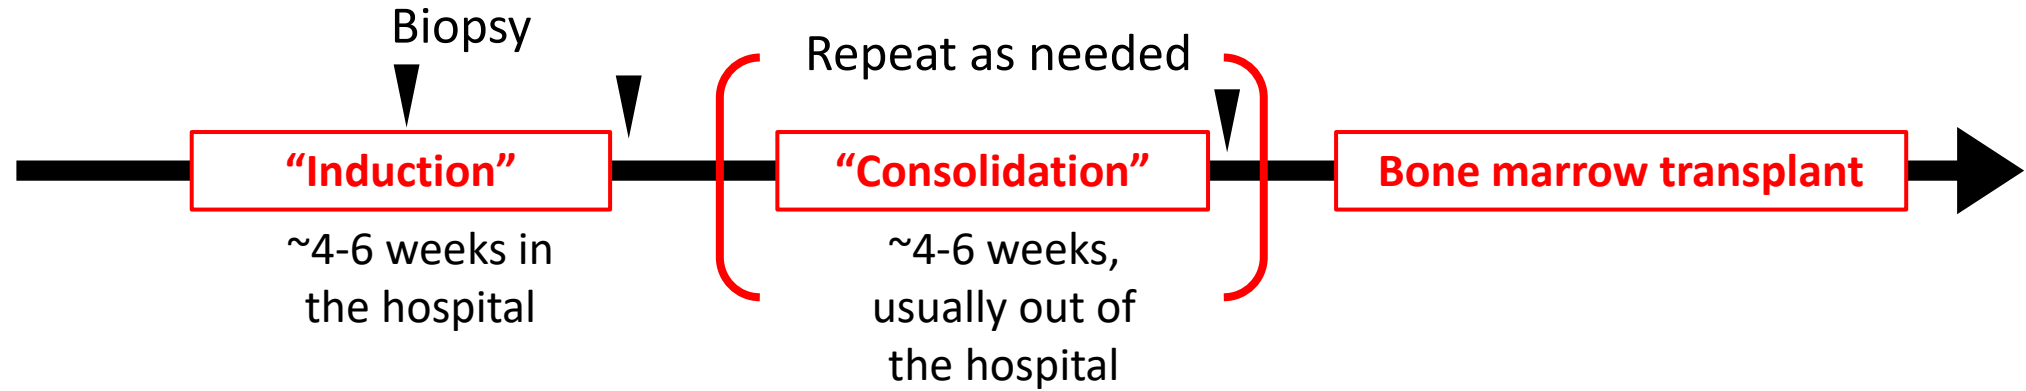 Biopsy
Repeat as needed
“Induction”
“Consolidation”
Bone marrow transplant
~4-6 weeks in
the hospital
~4-6 weeks,
usually out of
the hospital